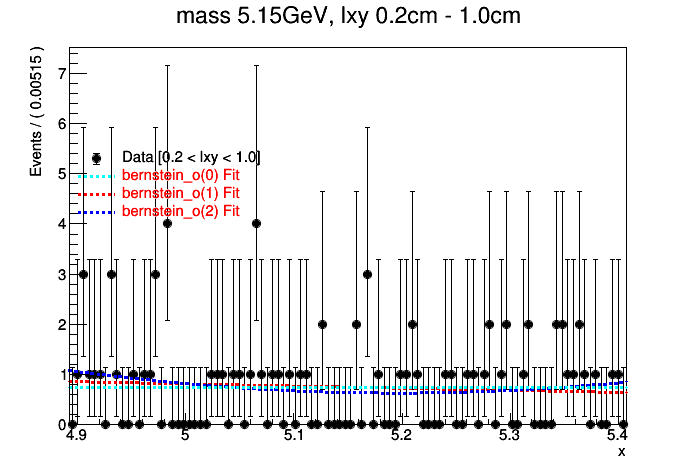 mass 5.15GeV, lxy 0.2cm - 1.0cm
Events / ( 0.00515 )
7
6
5
4
3
2
1
0
Data [0.2 < lxy < 1.0]
bernstein_o(0) Fit
bernstein_o(1) Fit
bernstein_o(2) Fit
4.9 5 5.1 5.2 5.3 5.4
x